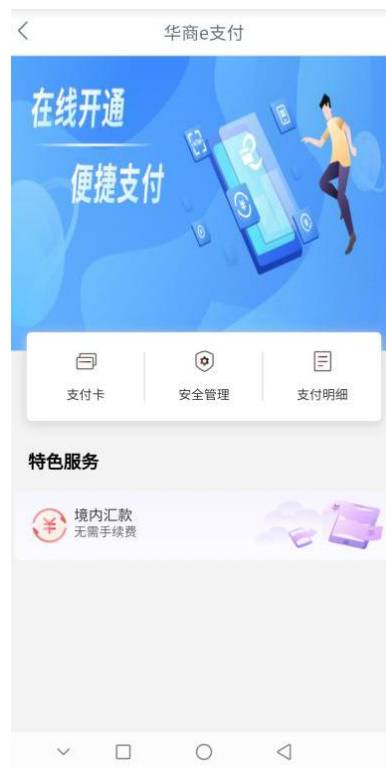 华商e支付
在线开通
便捷支付
支付卡
安全管理
支付明细
特色服务
境内汇款
无需手续费